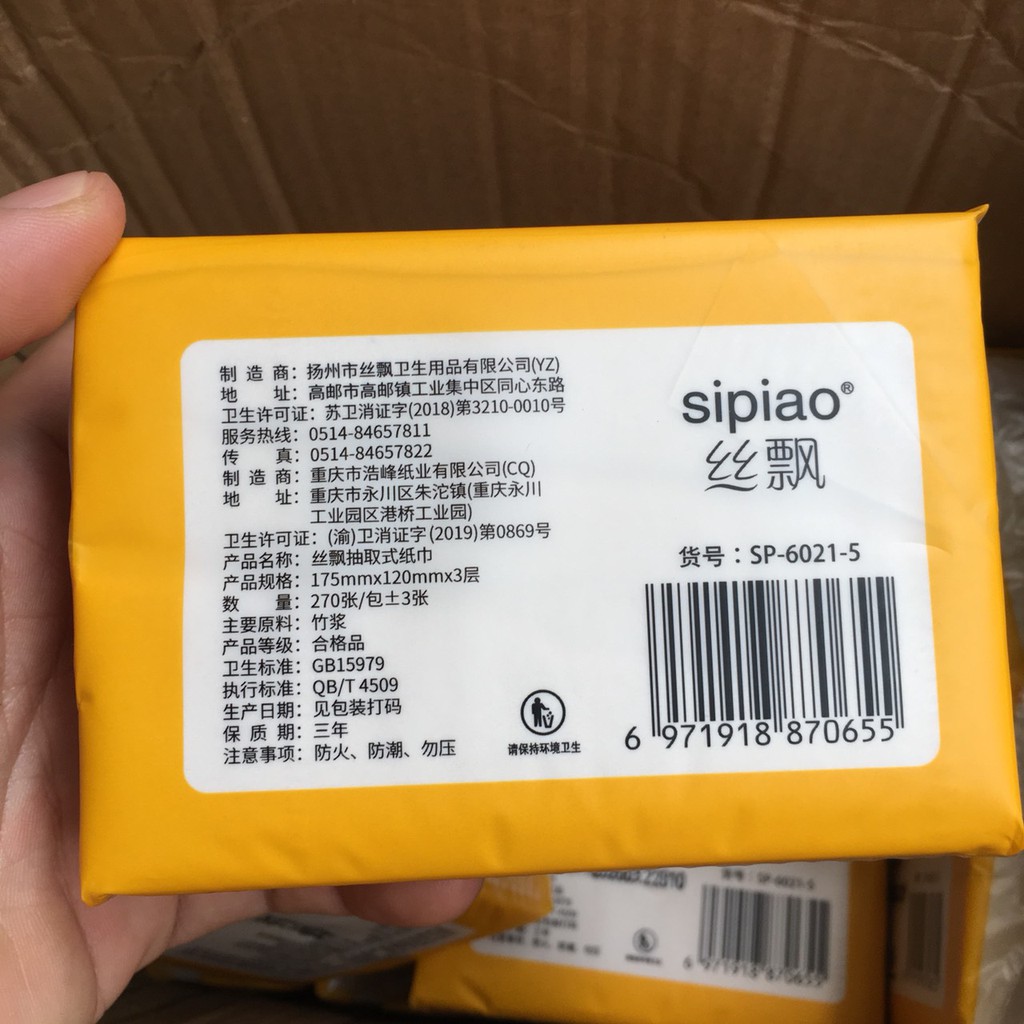 制造商：扬州市丝飘卫生用品有限公司(YZ)
地址：高邮市高邮镇工业集中区同心东路
卫生许可证：苏卫消证字(2018)第3210-0010号
服务热线：0514-84657811
传真：0514-84657822
制造商：重庆市浩峰纸业有限公司(CQ)
地址：重庆市永川区朱沱镇(重庆永川
工业园区港桥工业园)
卫生许可证：(渝)卫消证字(2019)第0869号
产品名称：丝飘抽取式纸巾
产品规格：175mmx120mmx3层
数量：270张/包±3张
主要原料：竹浆
产品等级：合格品
卫生标准：GB15979
执行标准：QB/T 4509
生产日期：见包装打码
保质期：三年
注意事项：防火、防潮、勿压
请保持环境卫生
sipiao®
丝飘
货号：SP-6021-5
6 971918 870655
货号：SP-6021-5
6 971918 870655